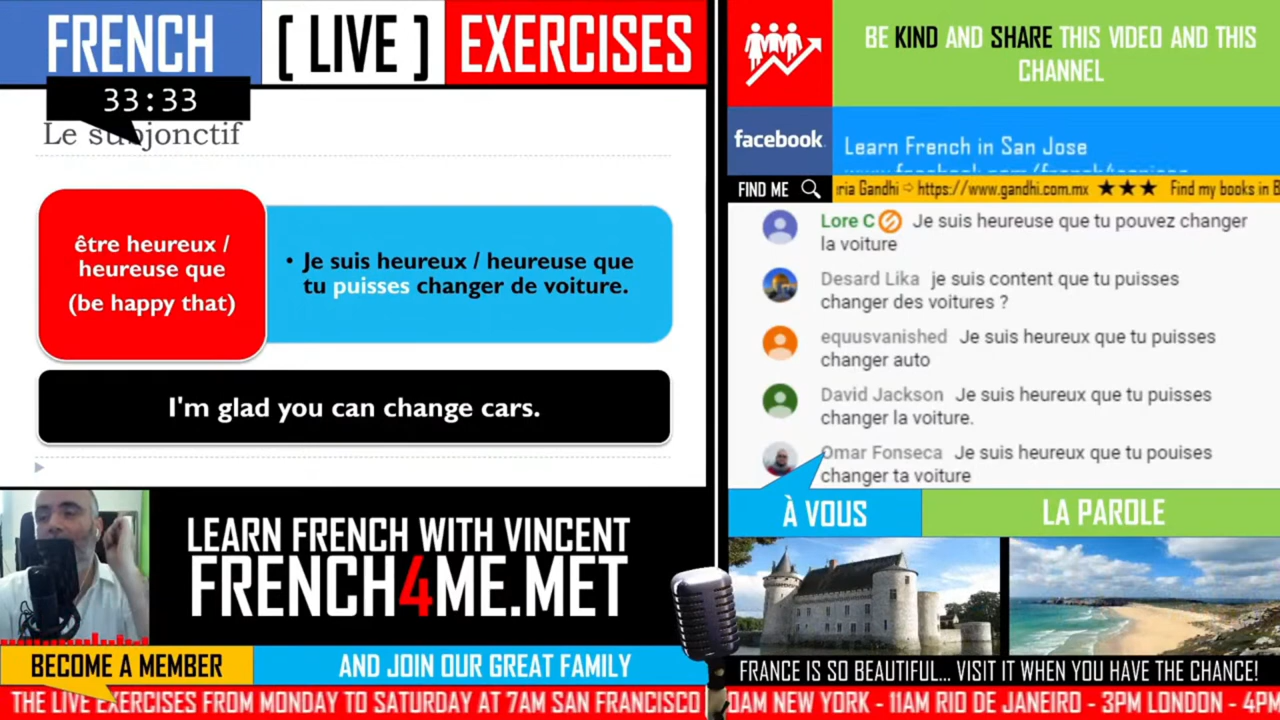 FRENCH [ LIVE ] EXERCISES
33:33
Le subjonctif
être heureux /
heureuse que
(be happy that)
• Je suis heureux / heureuse que
tu puisses changer de voiture.
I'm glad you can change cars.
LEARN FRENCH WITH VINCENT
FRENCH4ME.MET
BECOME A MEMBER
AND JOIN OUR GREAT FAMILY
BE KIND AND SHARE THIS VIDEO AND THIS
CHANNEL
facebook
Learn French in San Jose
FIND ME
ria Gandhi ⇨ https://www.gandhi.com.mx ★★★ Find my books in B
Lore C Je suis heureuse que tu pouvez changer
la voiture
Desard Lika je suis content que tu puisses
changer des voitures ?
equusvanished Je suis heureux que tu puisses
changer auto
David Jackson Je suis heureux que tu puisses
changer la voiture.
Omar Fonseca Je suis heureux que tu pouises
changer ta voiture
À VOUS
LA PAROLE
FRANCE IS SO BEAUTIFUL... VISIT IT WHEN YOU HAVE THE CHANCE!
THE LIVE EXERCISES FROM MONDAY TO SATURDAY AT 7AM SAN FRANCISCO 0AM NEW YORK - 11AM RIO DE JANEIRO - 3PM LONDON - 4PM